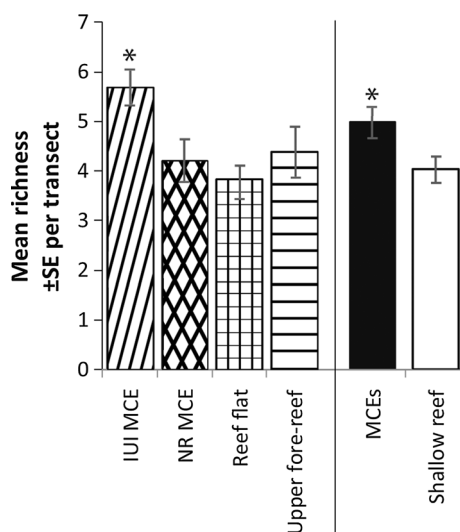 Mean richness
±SE per transect
7
6
5
4
3
2
1
0
*
*
IUI MCE
NR MCE
Reef flat
Upper fore-reef
MCEs
Shallow reef